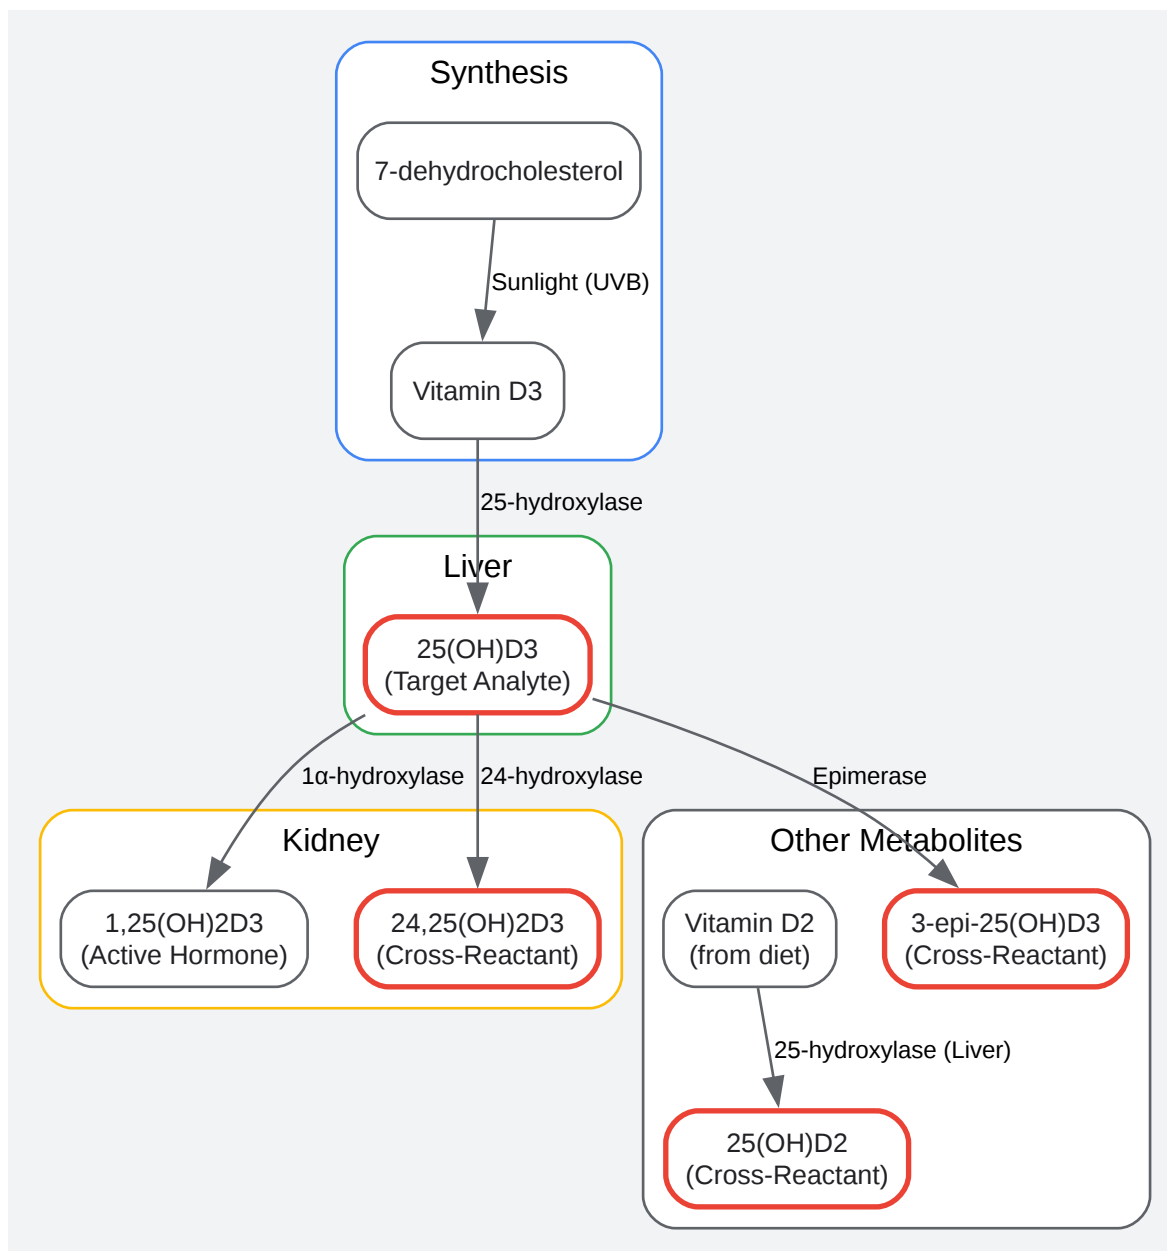 Synthesis
7-dehydrocholesterol
Sunlight (UVB)
Vitamin D3
25-hydroxylase
Liver
25(OH)D3
(Target Analyte)
1α-hydroxylase
24-hydroxylase
Epimerase
Kidney
1,25(OH)2D3
(Active Hormone)
24,25(OH)2D3
(Cross-Reactant)
Other Metabolites
Vitamin D2
(from diet)
3-epi-25(OH)D3
(Cross-Reactant)
25-hydroxylase (Liver)
25(OH)D2
(Cross-Reactant)